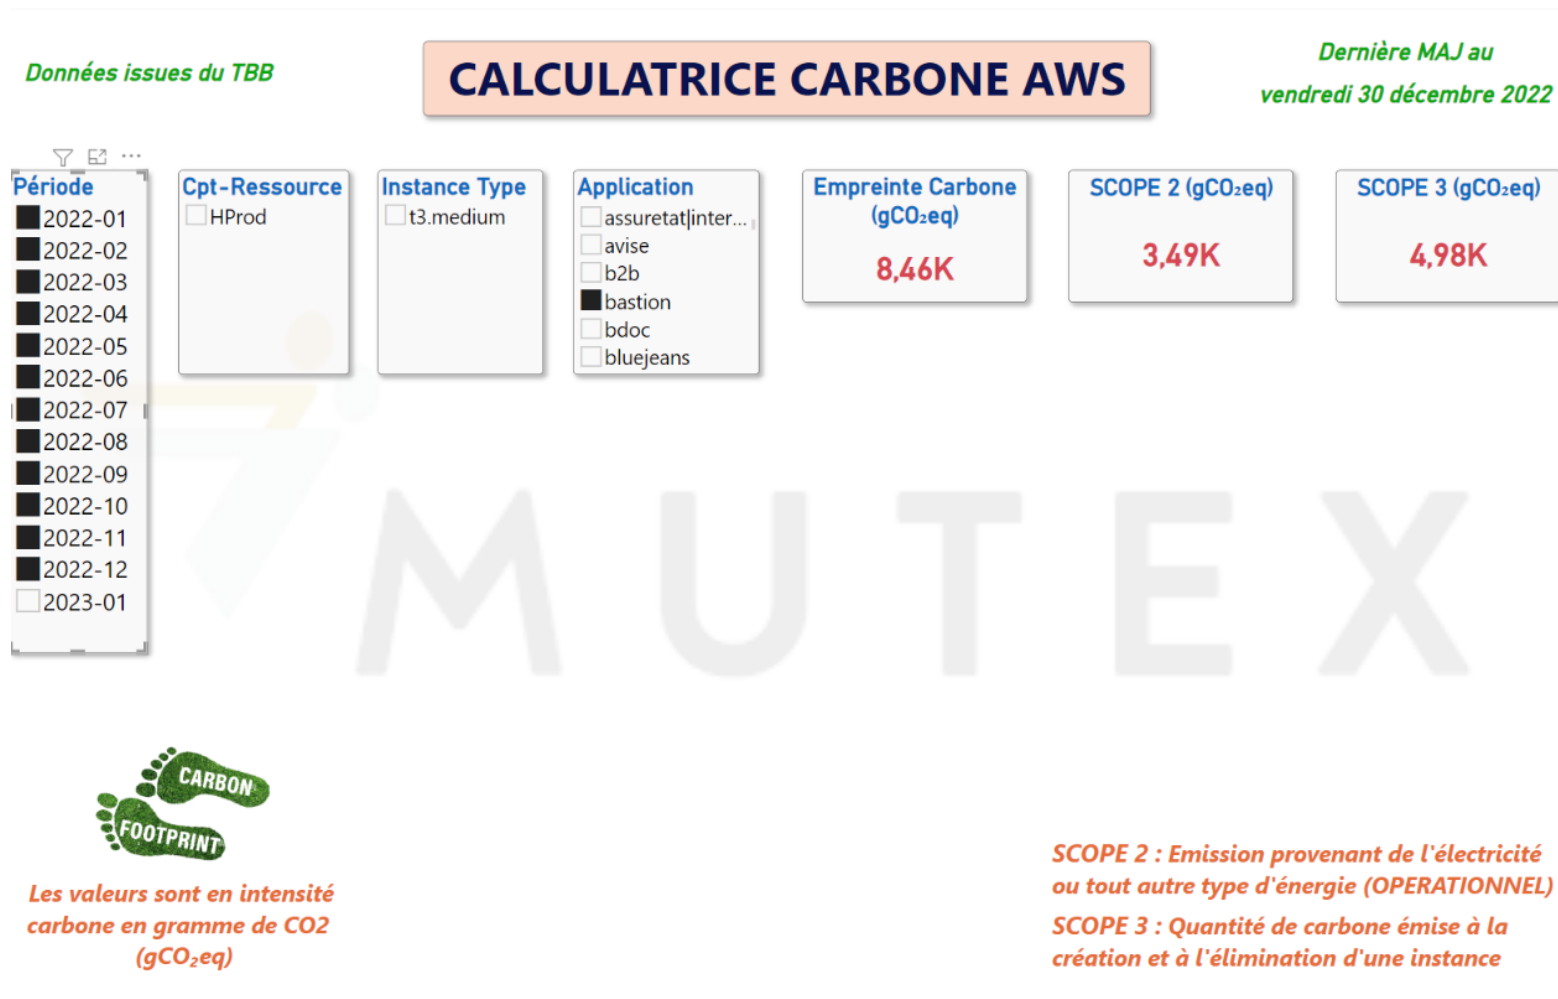 Données issues du TBB
CALCULATRICE CARBONE AWS
Dernière MAJ au
vendredi 30 décembre 2022
Période
2022-01
2022-02
2022-03
2022-04
2022-05
2022-06
2022-07
2022-08
2022-09
2022-10
2022-11
2022-12
2023-01
Cpt-Ressource
HProd
Instance Type
t3.medium
Application
assuretat|inter...
avise
b2b
bastion
bdoc
bluejeans
Empreinte Carbone
(gCO₂eq)
8,46K
SCOPE 2 (gCO₂eq)
3,49K
SCOPE 3 (gCO₂eq)
4,98K
MUTEX
CARBON
FOOTPRINT
Les valeurs sont en intensité
carbone en gramme de CO2
(gCO₂eq)
SCOPE 2 : Emission provenant de l'électricité
ou tout autre type d'énergie (OPERATIONNEL)
SCOPE 3 : Quantité de carbone émise à la
création et à l'élimination d'une instance